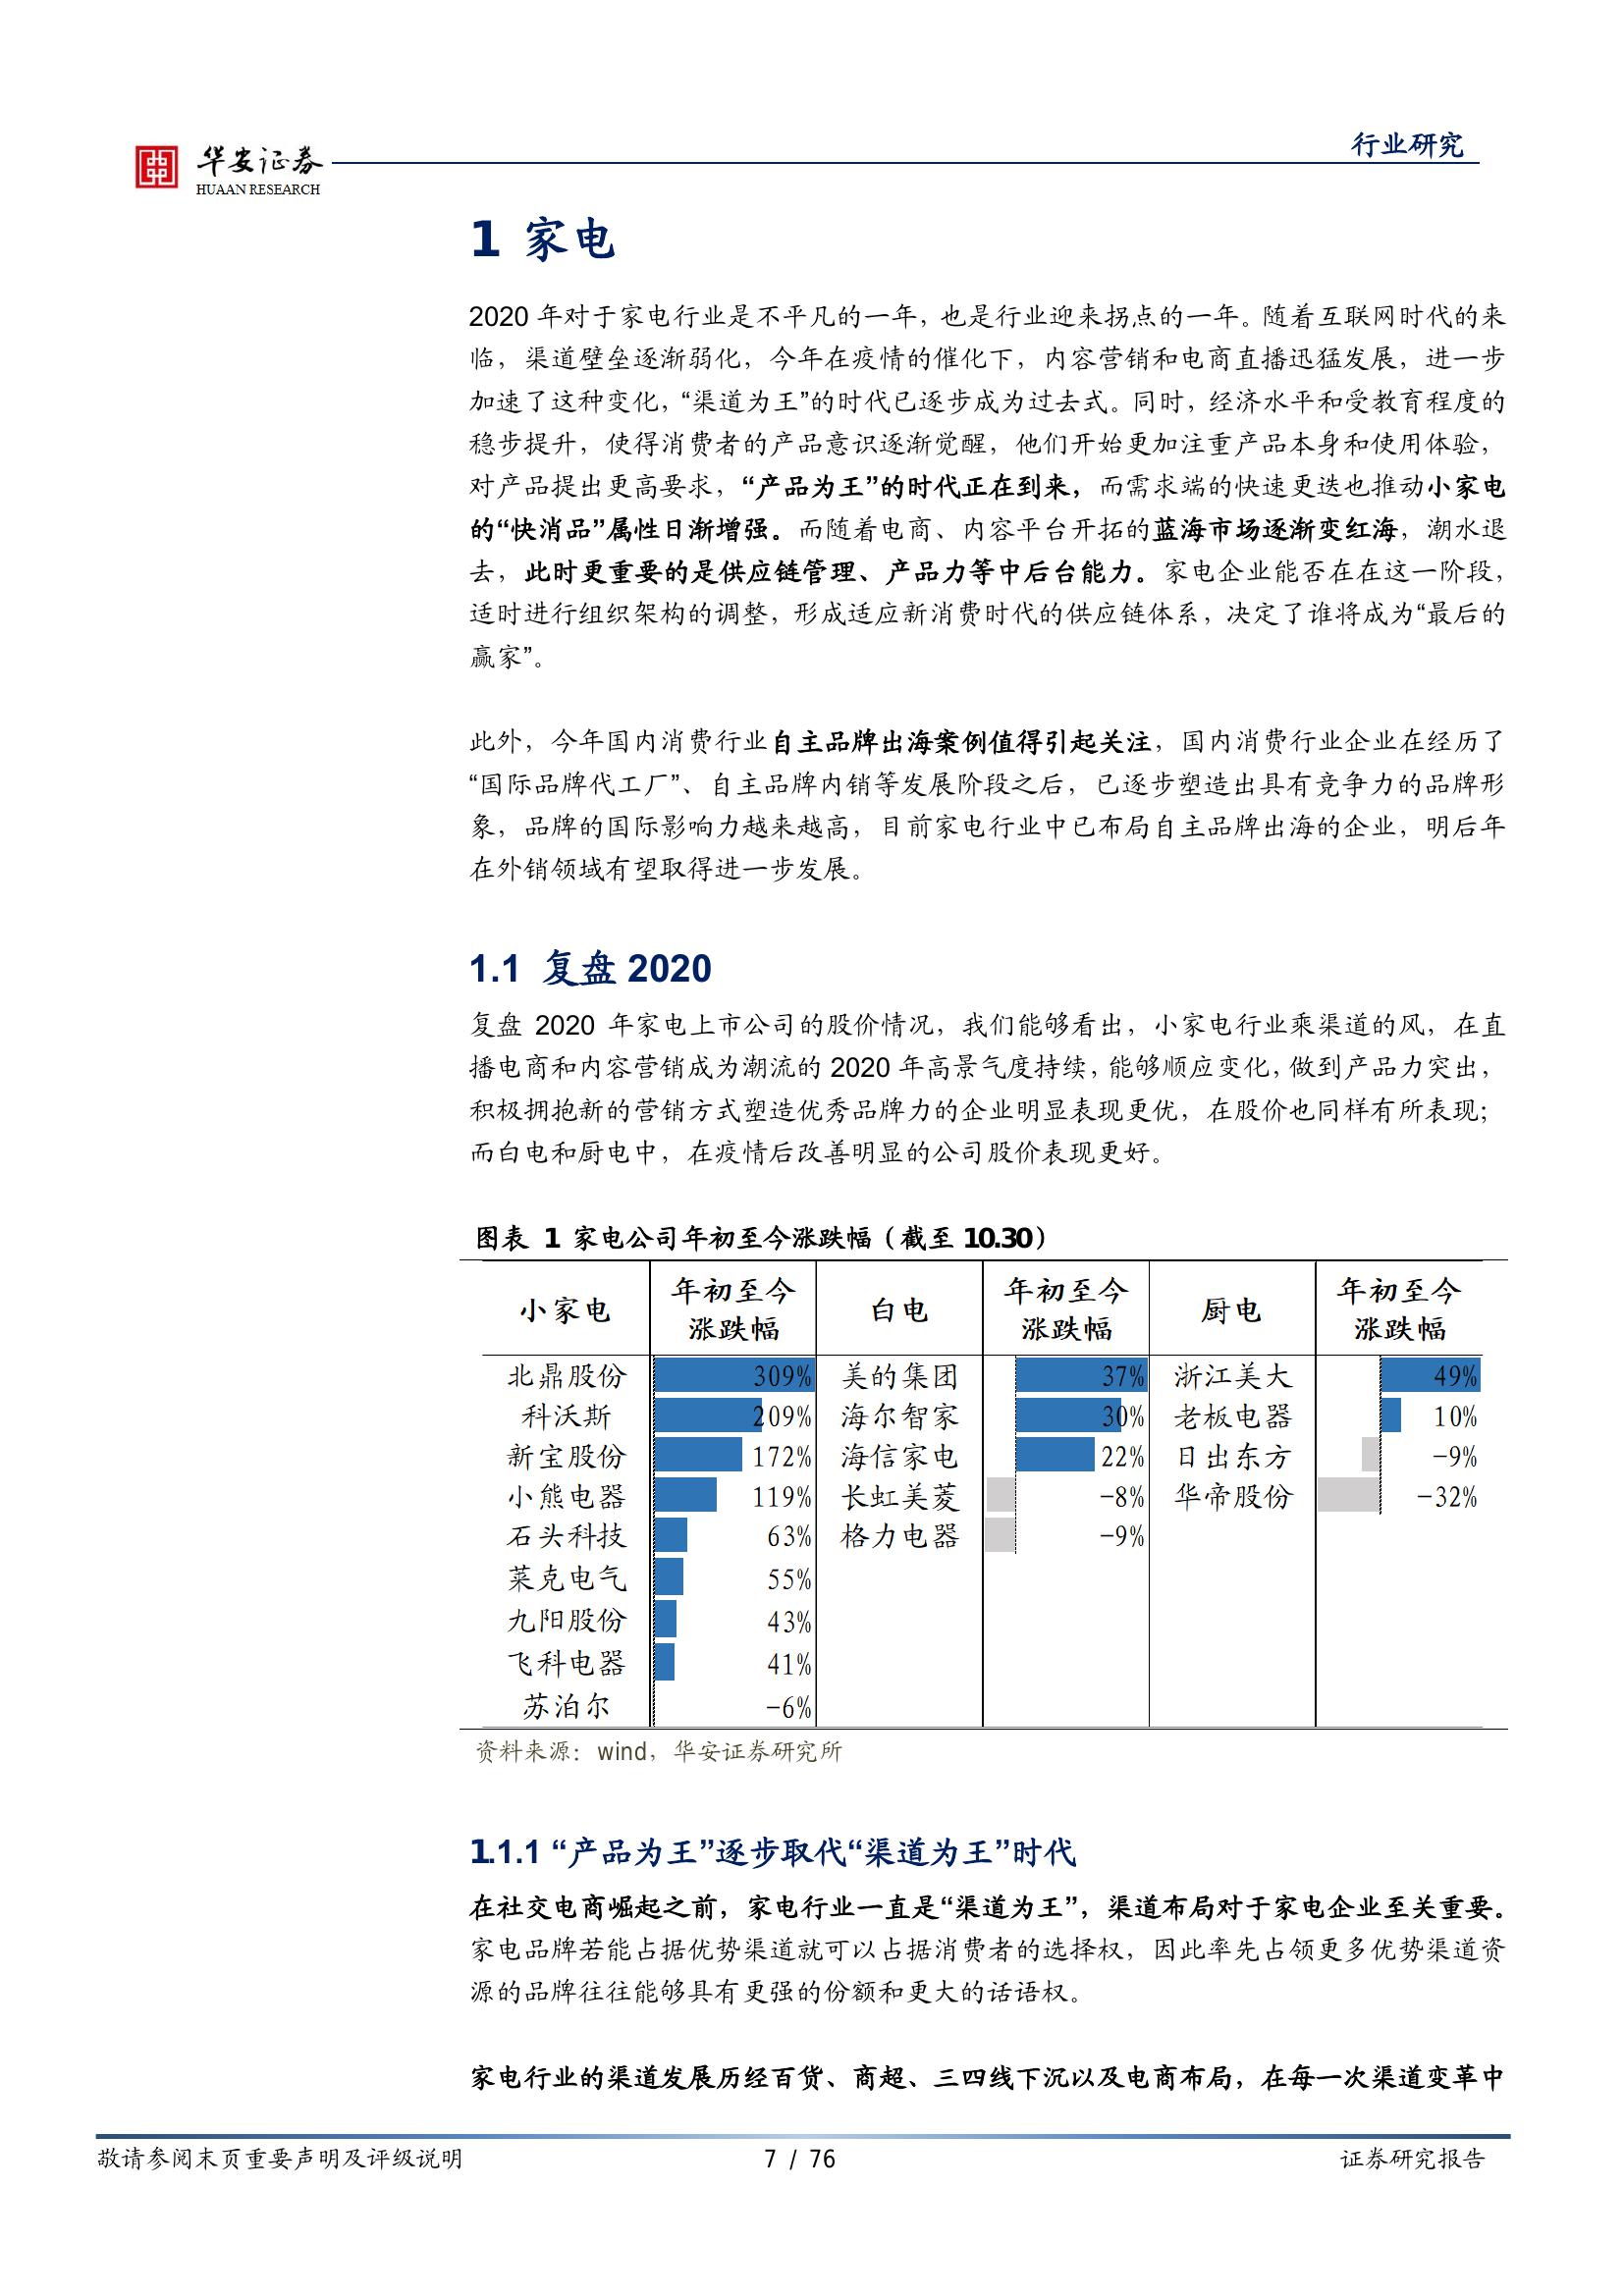 华安证券
HUAAN RESEARCH
行业研究
1 家电
2020 年对于家电行业是不平凡的一年，也是行业迎来拐点的一年。随着互联网时代的来
临，渠道壁垒逐渐弱化，今年在疫情的催化下，内容营销和电商直播迅猛发展，进一步
加速了这种变化，“渠道为王”的时代已逐步成为过去式。同时，经济水平和受教育程度的
稳步提升，使得消费者的产品意识逐渐觉醒，他们开始更加注重产品本身和使用体验，
对产品提出更高要求，“产品为王”的时代正在到来，而需求端的快速更迭也推动小家电
的“快消品”属性日渐增强。而随着电商、内容平台开拓的蓝海市场逐渐变红海，潮水退
去，此时更重要的是供应链管理、产品力等中后台能力。家电企业能否在在这一阶段，
适时进行组织架构的调整，形成适应新消费时代的供应链体系，决定了谁将成为“最后的
赢家”。
此外，今年国内消费行业自主品牌出海案例值得引起关注，国内消费行业企业在经历了
“国际品牌代工厂”、自主品牌内销等发展阶段之后，已逐步塑造出具有竞争力的品牌形
象，品牌的国际影响力越来越高，目前家电行业中已布局自主品牌出海的企业，明后年
在外销领域有望取得进一步发展。
1.1 复盘 2020
复盘 2020 年家电上市公司的股价情况，我们能够看出，小家电行业乘渠道的风，在直
播电商和内容营销成为潮流的 2020 年高景气度持续，能够顺应变化，做到产品力突出，
积极拥抱新的营销方式塑造优秀品牌力的企业明显表现更优，在股价也同样有所表现；
而白电和厨电中，在疫情后改善明显的公司股价表现更好。
图表 1 家电公司年初至今涨跌幅（截至 10.30）
小家电 年初至今涨跌幅 白电 年初至今涨跌幅 厨电 年初至今涨跌幅
北鼎股份 309% 美的集团 37% 浙江美大 49%
科沃斯 209% 海尔智家 30% 老板电器 10%
新宝股份 172% 海信家电 22% 日出东方 -9%
小熊电器 119% 长虹美菱 -8% 华帝股份 -32%
石头科技 63% 格力电器 -9%
莱克电气 55%
九阳股份 43%
飞科电器 41%
苏泊尔 -6%
资料来源：wind，华安证券研究所
1.1.1 “产品为王”逐步取代“渠道为王”时代
在社交电商崛起之前，家电行业一直是“渠道为王”，渠道布局对于家电企业至关重要。
家电品牌若能占据优势渠道就可以占据消费者的选择权，因此率先占领更多优势渠道资
源的品牌往往能够具有更强的份额和更大的话语权。
家电行业的渠道发展历经百货、商超、三四线下沉以及电商布局，在每一次渠道变革中
敬请参阅末页重要声明及评级说明 7 / 76 证券研究报告